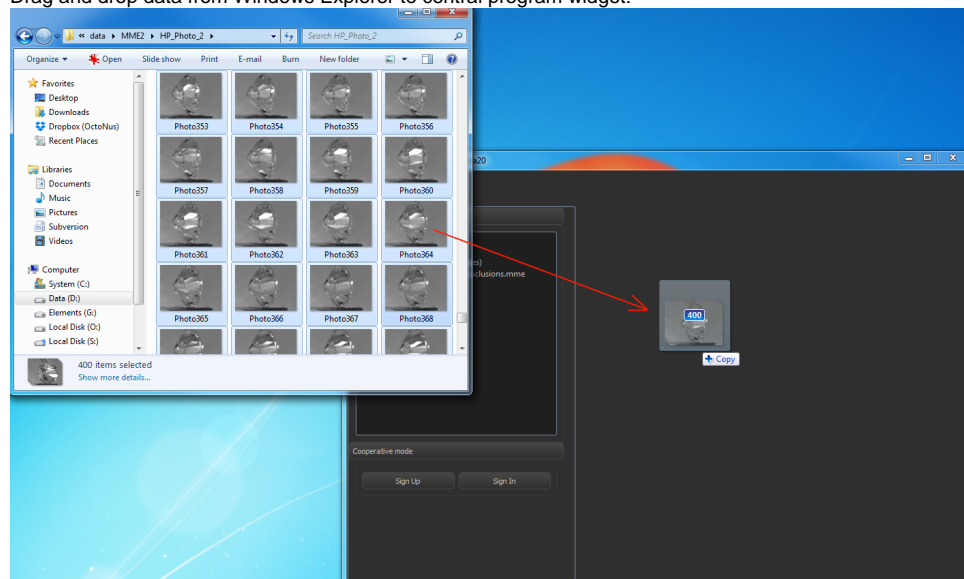 Drag and drop data from Windows Explorer to central program widget.
« data ▸ MME2 ▸ HP_Photo_2 ▸
Search HP_Photo_2
Organize Open Slide show Print E-mail Burn New folder
Favorites
Desktop
Downloads
Dropbox (OctoNus)
Recent Places
Libraries
Documents
Music
Pictures
Subversion
Videos
Computer
System (C:)
Data (D:)
Elements (G:)
Local Disk (O:)
Local Disk (S:)
Photo353 Photo354 Photo355 Photo356
Photo357 Photo358 Photo359 Photo360
Photo361 Photo362 Photo363 Photo364
Photo365 Photo366 Photo367 Photo368
400 items selected
Show more details...
a20
es)
clusions.mme
400
Copy
Cooperative mode
Sign Up Sign In